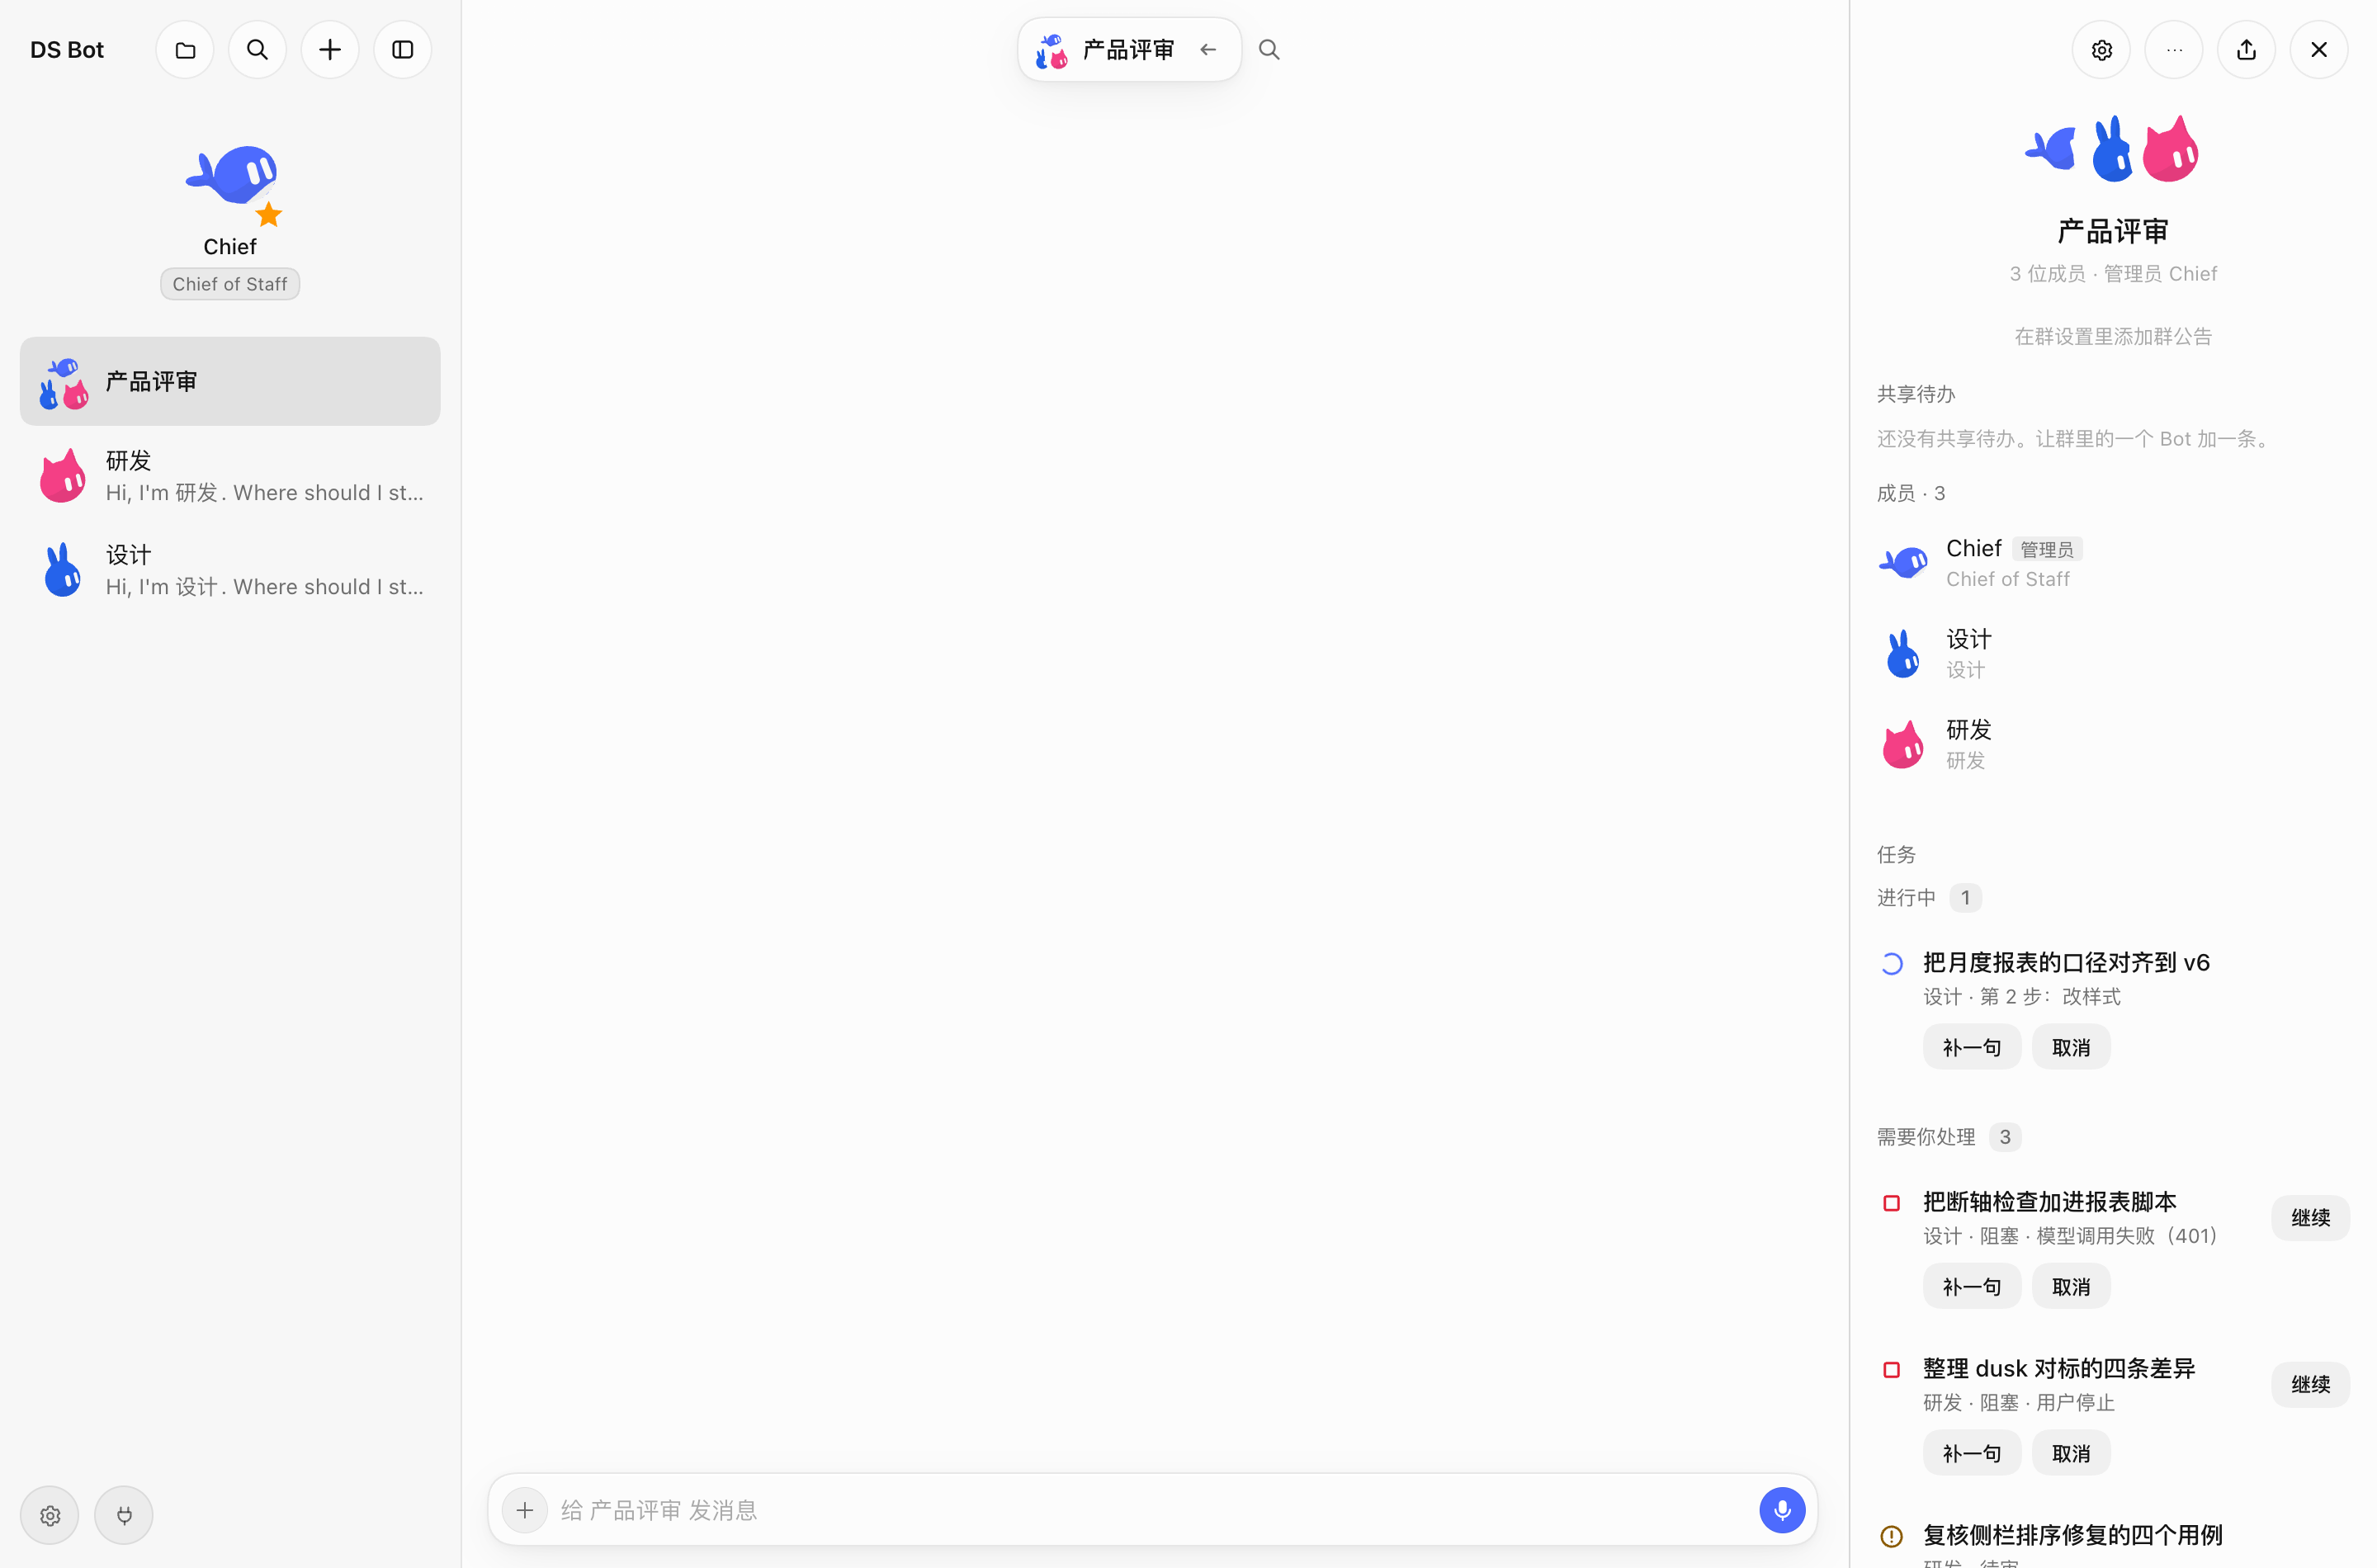 DS Bot
Chief
Chief of Staff
产品评审
研发
Hi, I'm 研发. Where should I st...
设计
Hi, I'm 设计. Where should I st...
产品评审
给 产品评审 发消息
产品评审
3 位成员 · 管理员 Chief
在群设置里添加群公告
共享待办
还没有共享待办。让群里的一个 Bot 加一条。
成员 · 3
Chief 管理员
Chief of Staff
设计
设计
研发
研发
任务
进行中 1
把月度报表的口径对齐到 v6
设计 · 第 2 步：改样式
补一句 取消
需要你处理 3
把断轴检查加进报表脚本
设计 · 阻塞 · 模型调用失败（401）
继续
补一句 取消
整理 dusk 对标的四条差异
研发 · 阻塞 · 用户停止
继续
补一句 取消
复核侧栏排序修复的四个用例
研发 · 待审